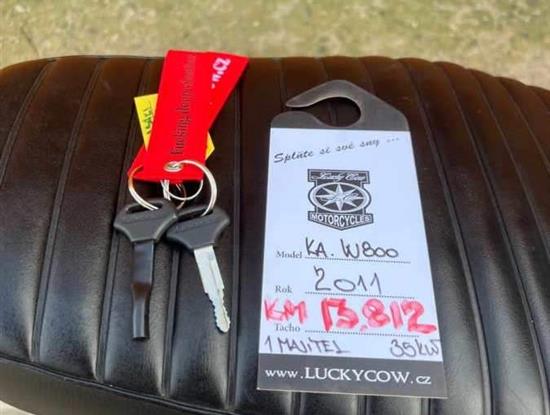 Splňte si své sny ...
Lucky Cow
MOTORCYCLES
Model KA. W800
Rok 2011
KM 13.812
Tacho
1 MAJITEL 35kW
www.LUCKYCOW.cz